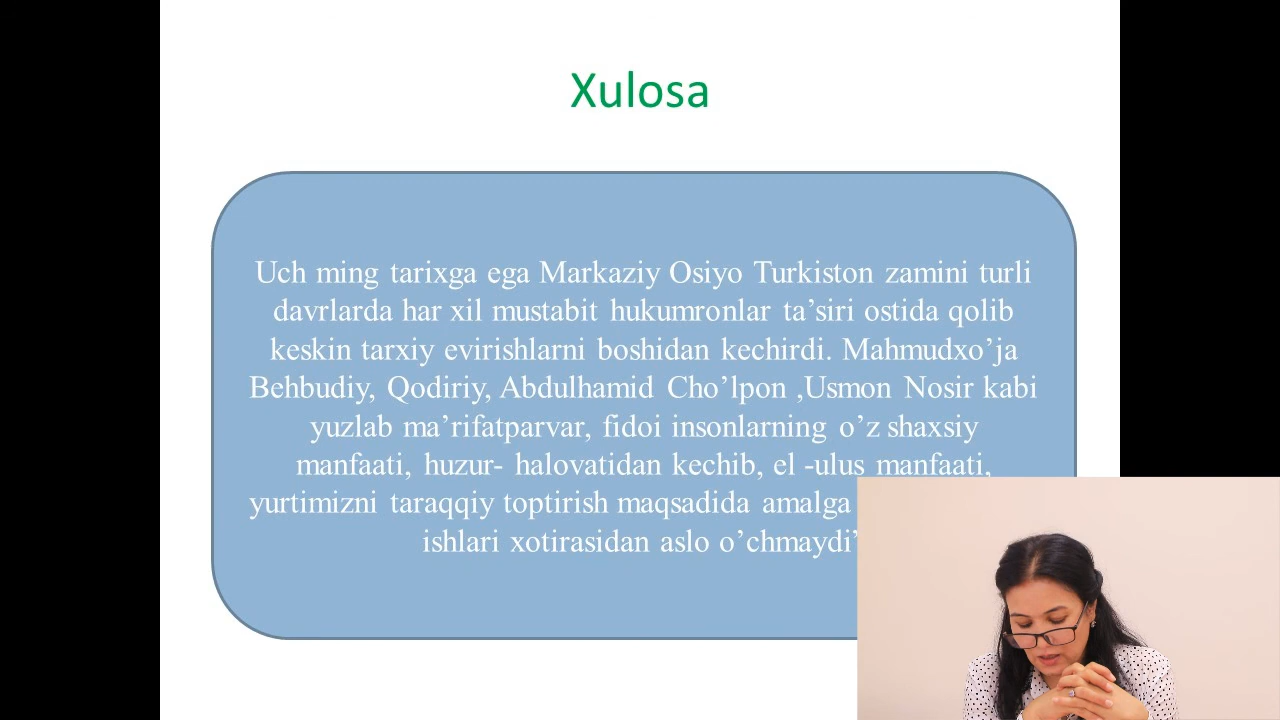 Xulosa
Uch ming tarixga ega Markaziy Osiyo Turkiston zamini turli
davrlarda har xil mustabit hukumronlar ta’siri ostida qolib
keskin tarxiy evirishlarni boshidan kechirdi. Mahmudxo’ja
Behbudiy, Qodiriy, Abdulhamid Cho’lpon ,Usmon Nosir kabi
yuzlab ma’rifatparvar, fidoi insonlarning o’z shaxsiy
manfaati, huzur- halovatidan kechib, el -ulus manfaati,
yurtimizni taraqqiy toptirish maqsadida amalga
ishlari xotirasidan aslo o’chmaydi’